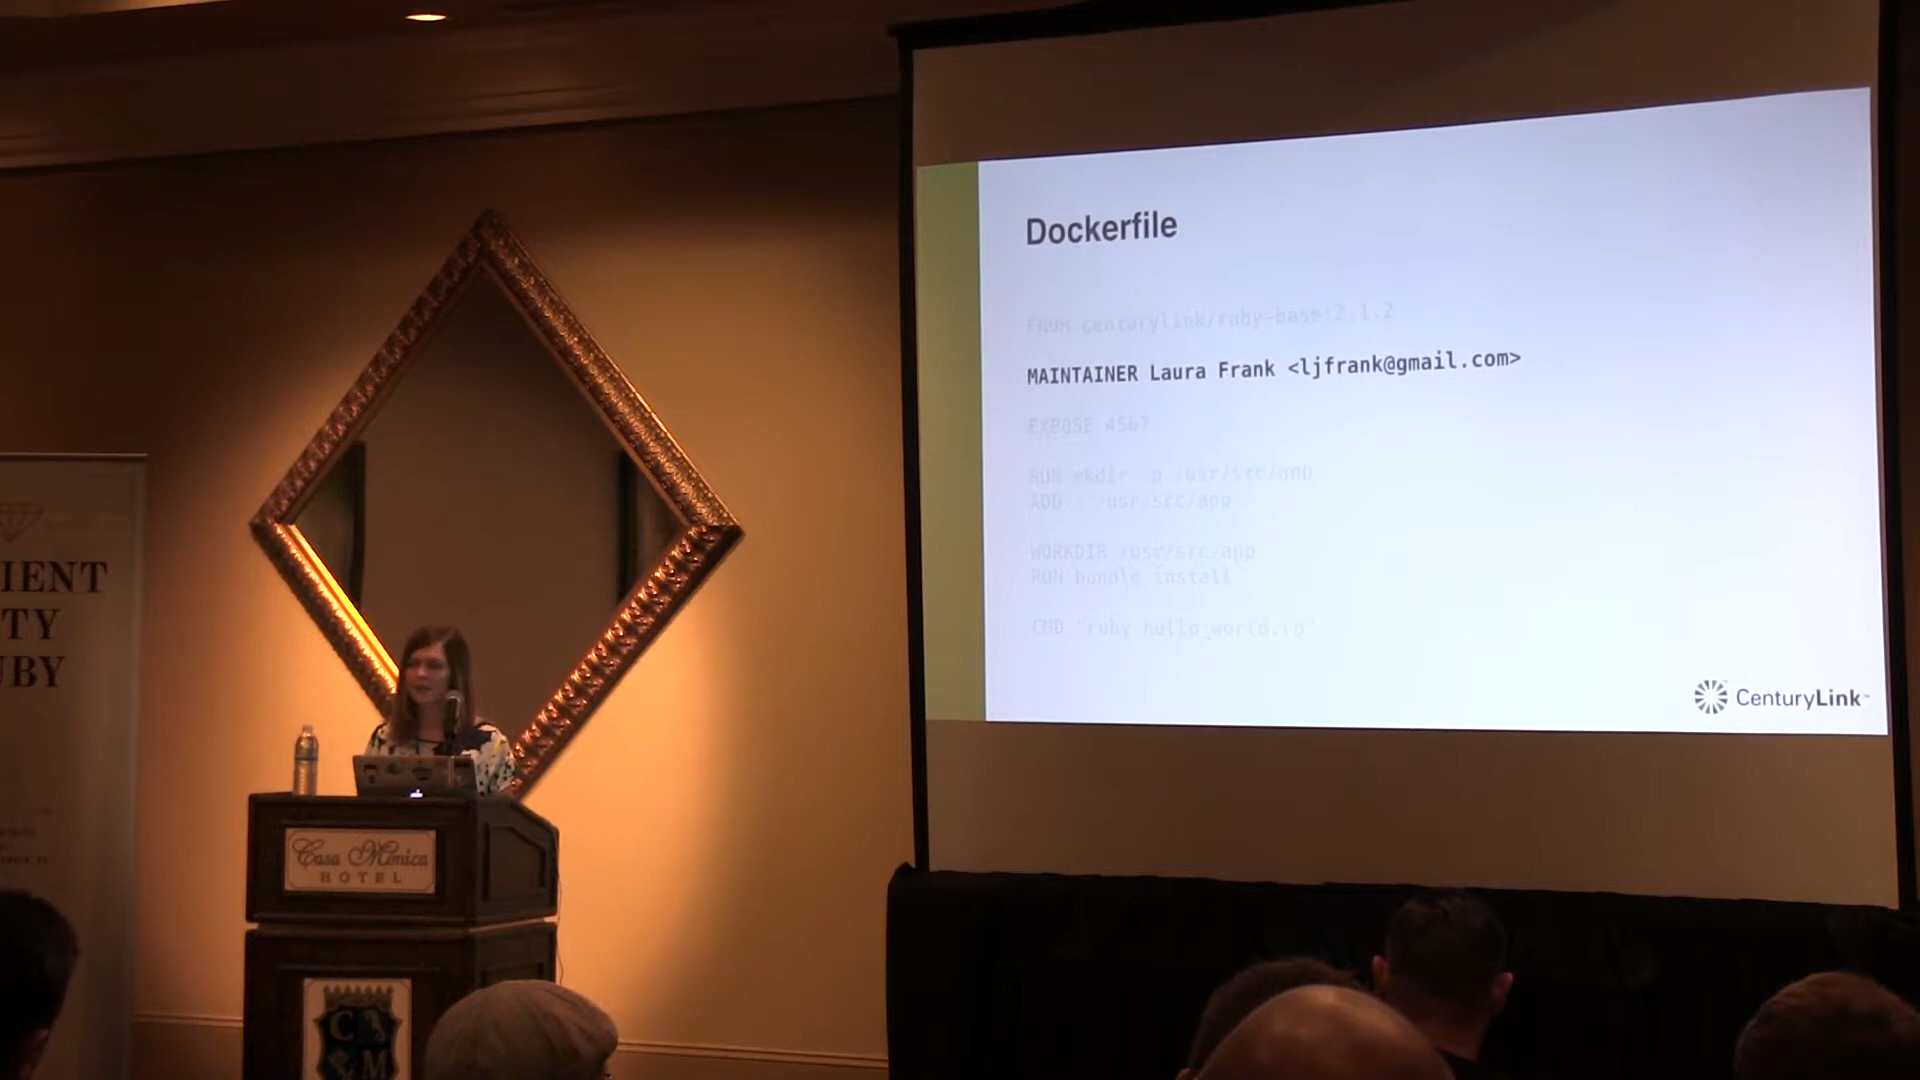 Dockerfile
FROM centurylink/ruby-base:2.1.2
MAINTAINER Laura Frank <ljfrank@gmail.com>
EXPOSE 4567
RUN mkdir -p /usr/src/app
ADD . /usr/src/app
WORKDIR /usr/src/app
RUN bundle install
CMD "ruby hello_world.rb"
CenturyLink
IENT
TY
UBY
Casa Monica
HOTEL
C
M